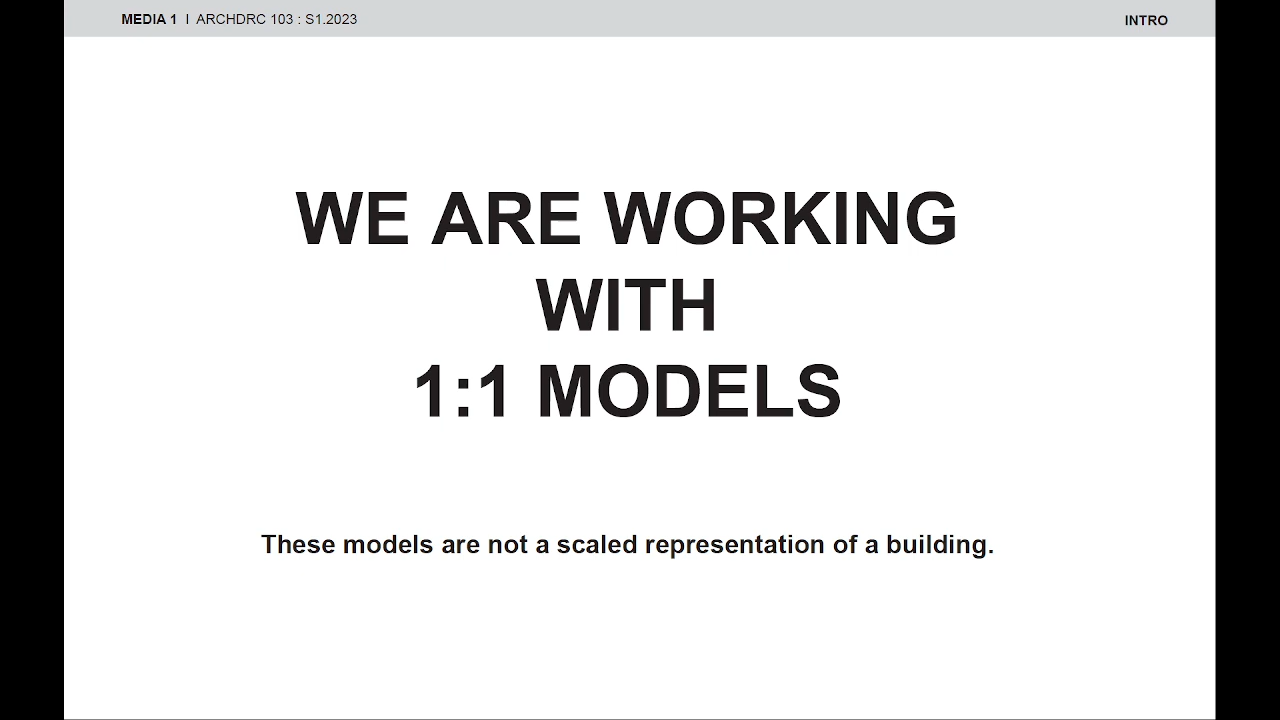 MEDIA 1 I ARCHDRC 103 : S1.2023
INTRO
WE ARE WORKING
WITH
1:1 MODELS
These models are not a scaled representation of a building.